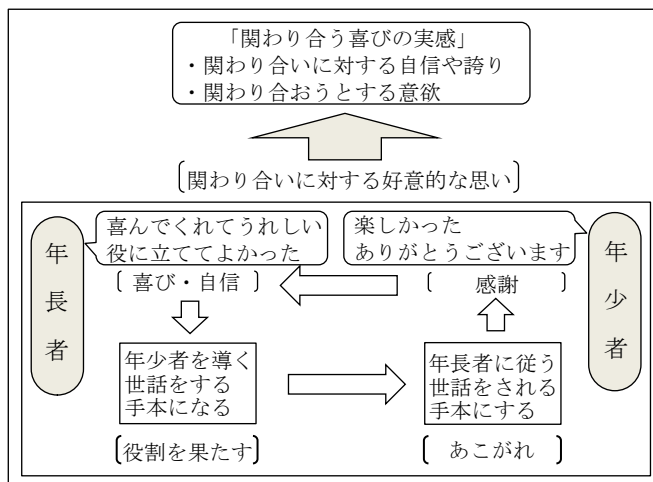 「関わり合う喜びの実感」
・関わり合いに対する自信や誇り
・関わり合おうとする意欲
〔関わり合いに対する好意的な思い〕
年長者
喜んでくれてうれしい
役に立ててよかった
〔 喜び・自信 〕
楽しかった
ありがとうございます
〔 感謝 〕
年少者
年少者を導く
世話をする
手本になる
〔役割を果たす〕
年長者に従う
世話をされる
手本にする
〔 あこがれ 〕